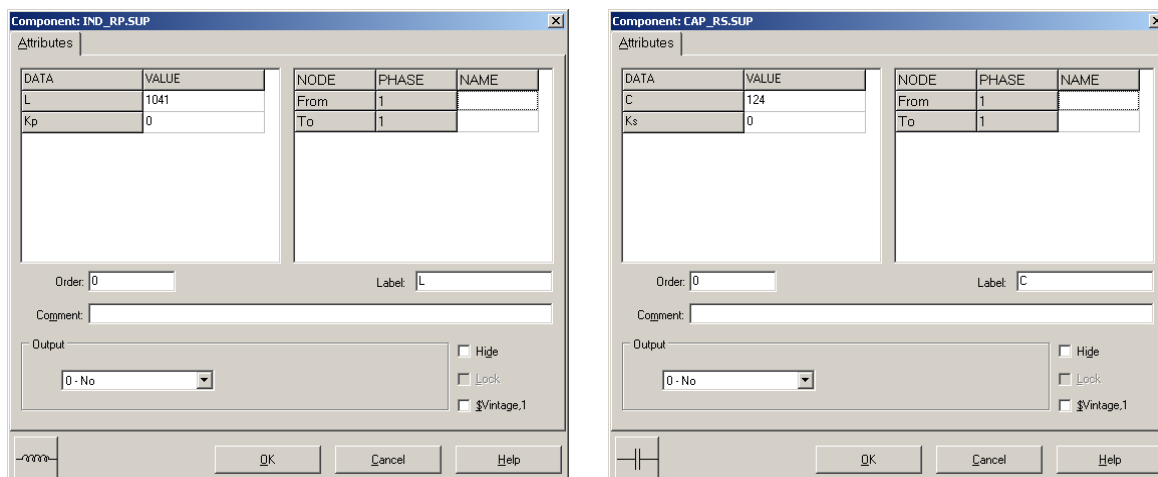 Component: IND_RP.SUP
Attributes
DATA VALUE
L 1041
Kp 0
NODE PHASE NAME
From 1
To 1
Order: 0
Label: L
Comment:
Output
0 - No
Hide
Lock
$Vintage,1
OK Cancel Help
Component: CAP_RS.SUP
Attributes
DATA VALUE
C 124
Ks 0
NODE PHASE NAME
From 1
To 1
Order: 0
Label: C
Comment:
Output
0 - No
Hide
Lock
$Vintage,1
OK Cancel Help